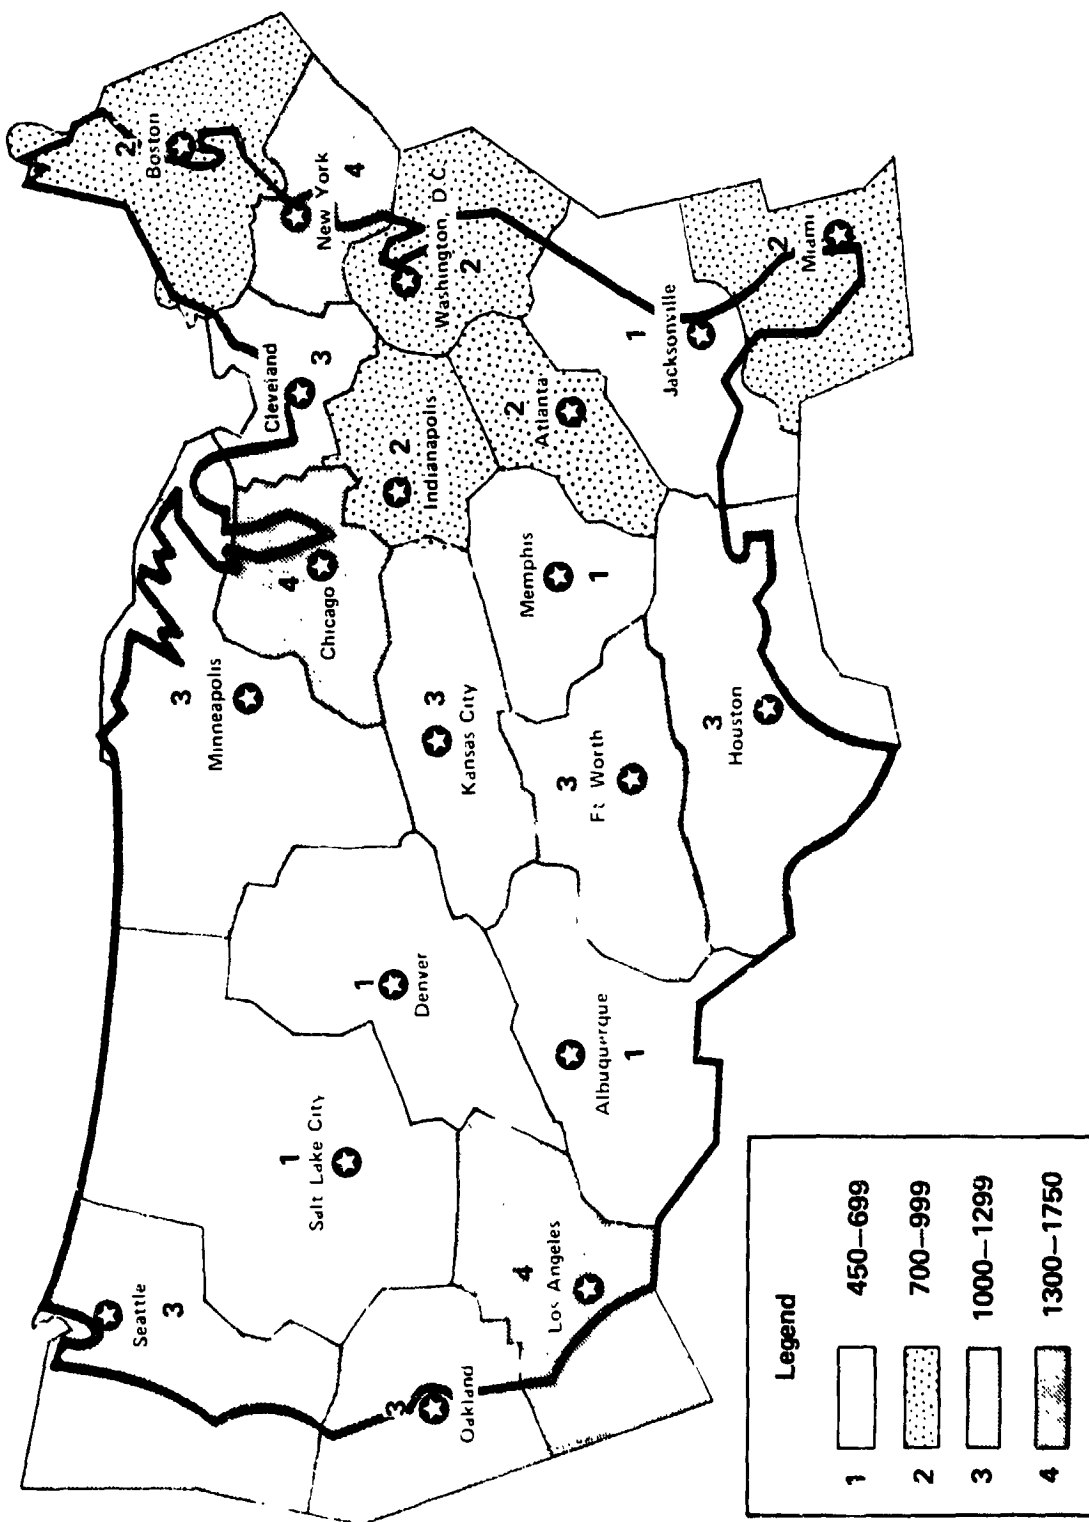 Seattle
3
3
Oakland
1
Salt Lake City
4
Los Angeles
1
Denver
Albuquerque
1
3
Minneapolis
3
Kansas City
3
Ft Worth
3
Houston
4
Chicago
Memphis
1
Cleveland
3
2
Indianapolis
2
Atlanta
1
Jacksonville
2
Miami
Washington, D C.
2
New York
4
2
Boston
Legend
1 450–699
2 700–999
3 1000–1299
4 1300–1750